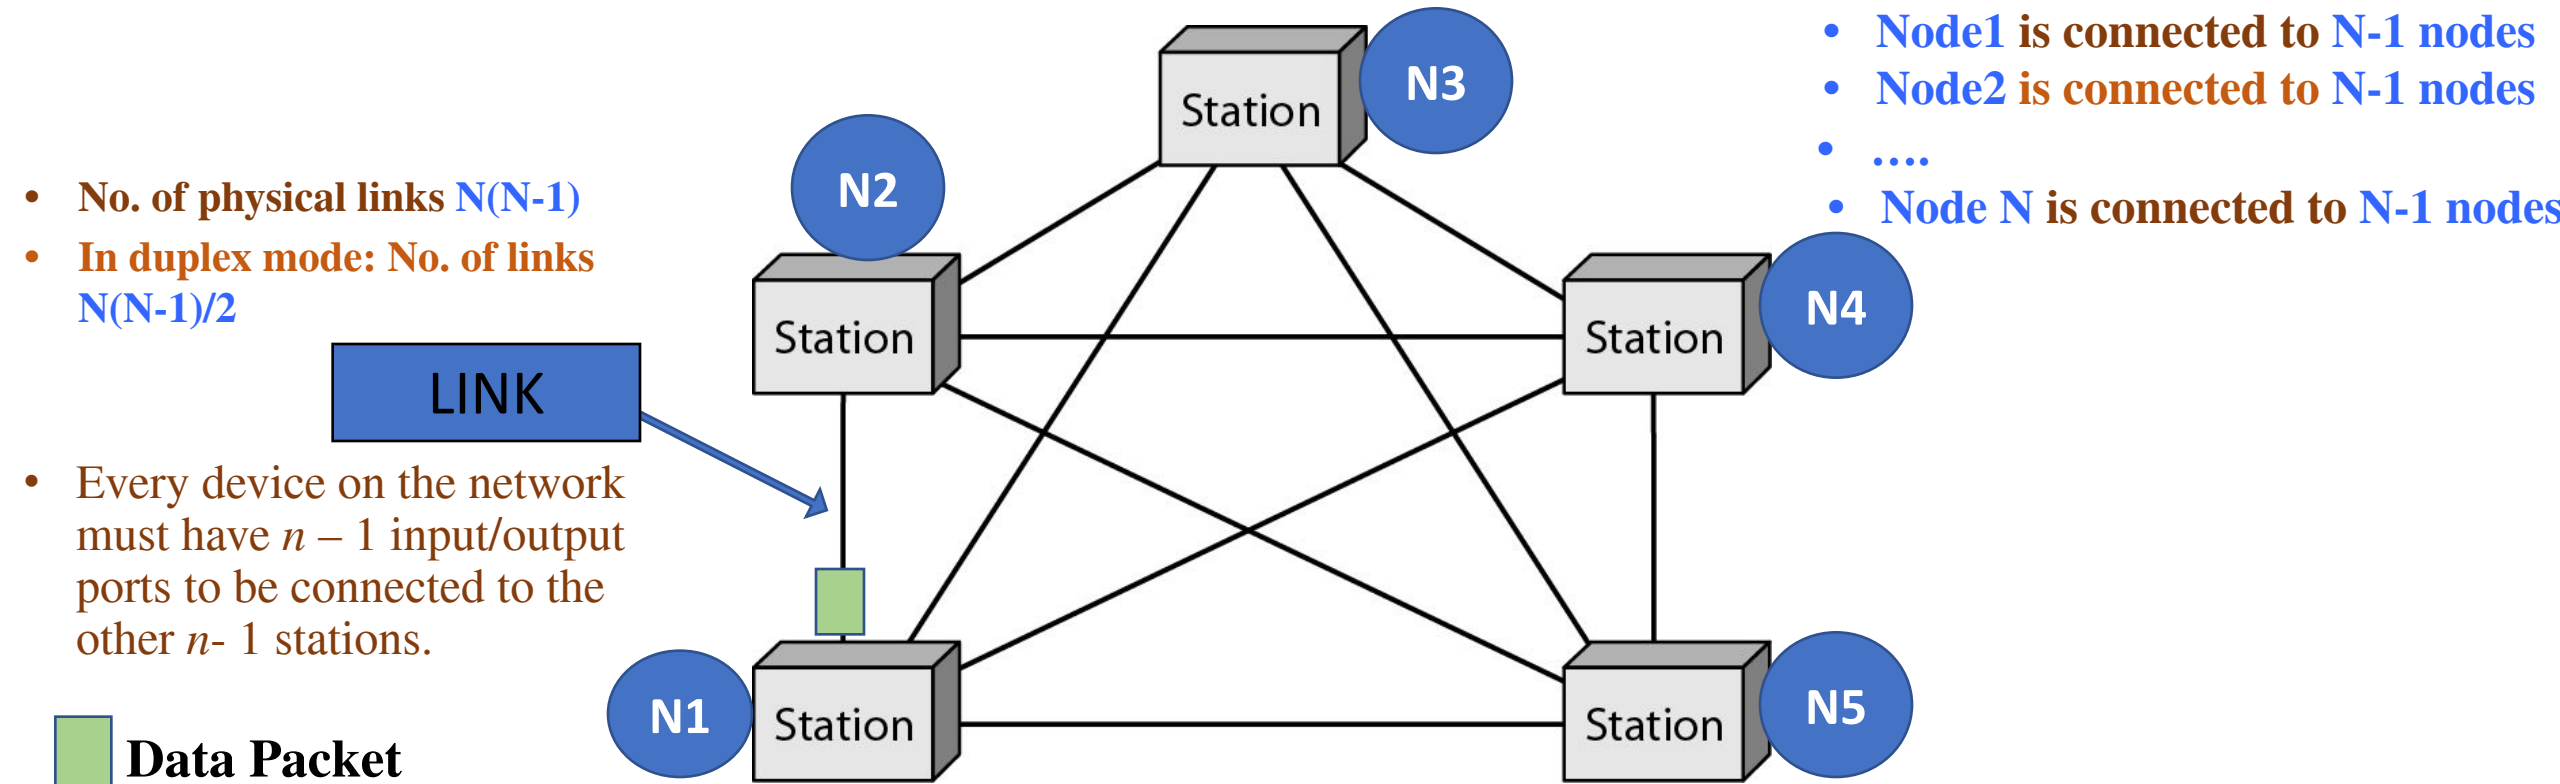 • No. of physical links N(N-1)
• In duplex mode: No. of links
N(N-1)/2
LINK
• Every device on the network
must have n – 1 input/output
ports to be connected to the
other n- 1 stations.
Data Packet
N3
Station
N2
Station
N4
Station
N1
Station
N5
Station
• Node1 is connected to N-1 nodes
• Node2 is connected to N-1 nodes
• ....
• Node N is connected to N-1 nodes